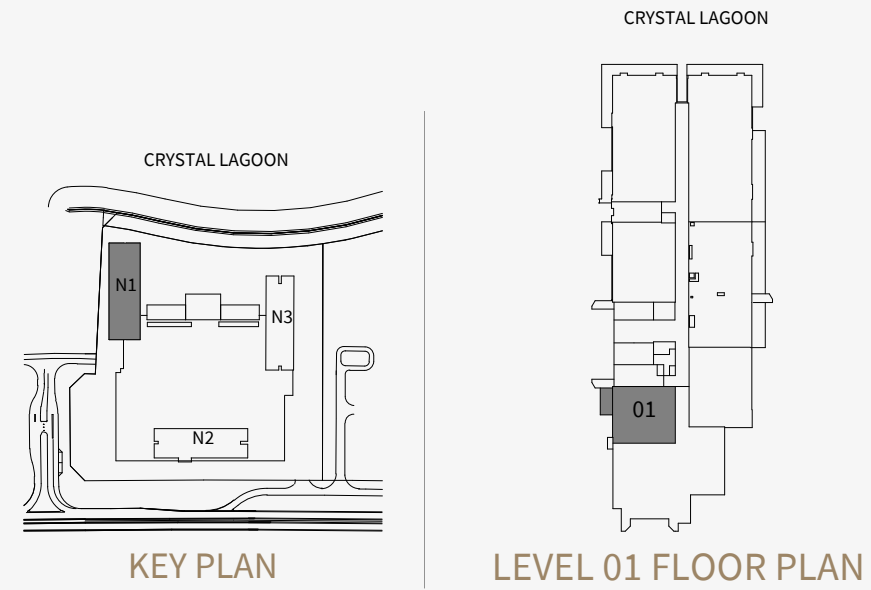 CRYSTAL LAGOON
N1
N3
N2
KEY PLAN
CRYSTAL LAGOON
01
LEVEL 01 FLOOR PLAN